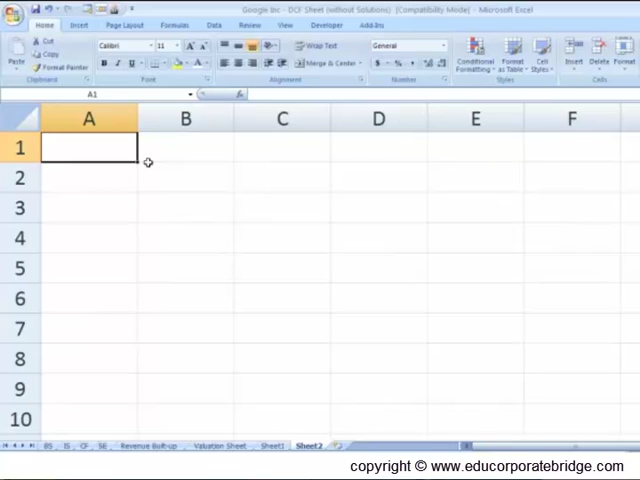 Google Inc - DCF Sheet (without Solutions) [Compatibility Mode] - Microsoft Excel
Home Insert Page Layout Formulas Data Review View Developer Add-Ins
Cut
Copy
Format Painter
Paste
Clipboard
Calibri 11
B I U
Font
Wrap Text
Merge & Center
Alignment
General
$ % ,
Number
Conditional Formatting
Format as Table
Cell Styles
Styles
Insert Delete Format
Cells
A1 fx
A B C D E F
1
2
3
4
5
6
7
8
9
10
BS IS CF SE Revenue Built-up Valuation Sheet Sheet1 Sheet2
copyright © www.educorporatebridge.com